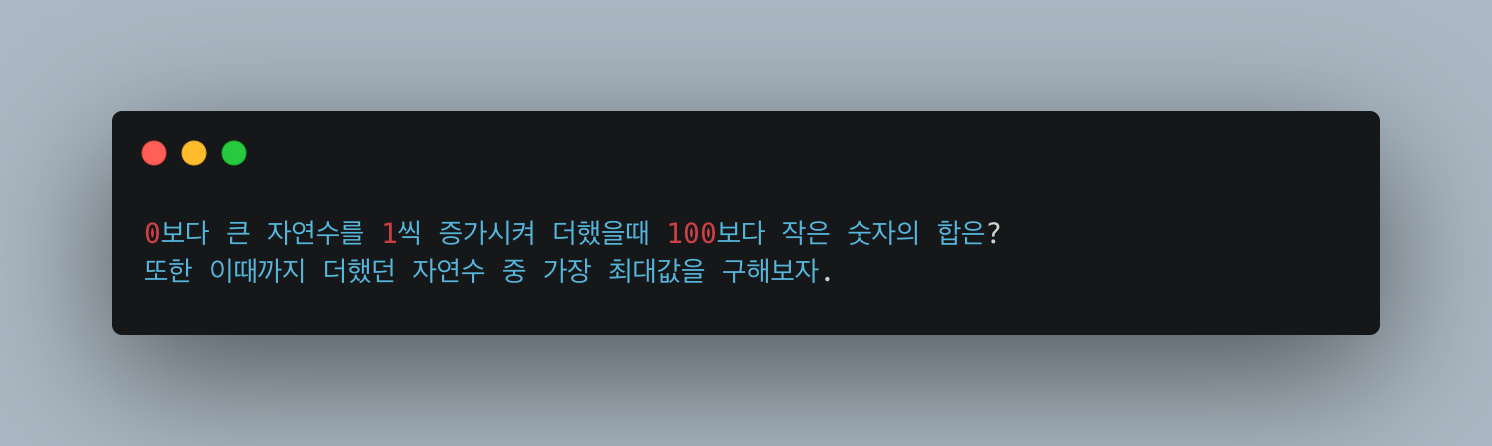 0보다 큰 자연수를 1씩 증가시켜 더했을때 100보다 작은 숫자의 합은?
또한 이때까지 더했던 자연수 중 가장 최대값을 구해보자.